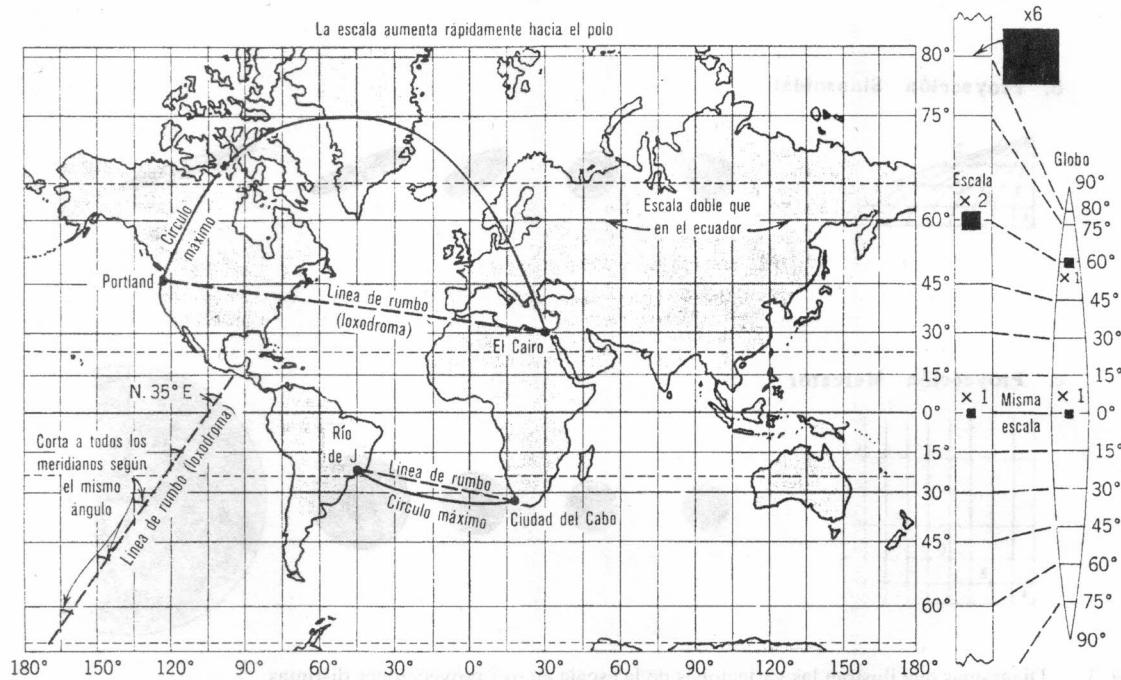 La escala aumenta rápidamente hacia el polo
x6
80°
75°
60°
45°
30°
15°
0°
15°
30°
45°
60°
180°
Escala
× 2
Globo
90°
80°
75°
60°
× 1
45°
30°
15°
× 1
0°
15°
30°
45°
60°
75°
90°
× 1
Misma
escala
Círculo
máximo
Portland
Línea de rumbo
(loxodroma)
El Cairo
Escala doble que
en el ecuador
N. 35° E
Corta a todos los
meridianos según
el mismo
ángulo
Línea de rumbo (loxodroma)
Río
de J
Línea de rumbo
Círculo máximo
Ciudad del Cabo
180° 150° 120° 90° 60° 30° 0° 30° 60° 90° 120° 150° 180°